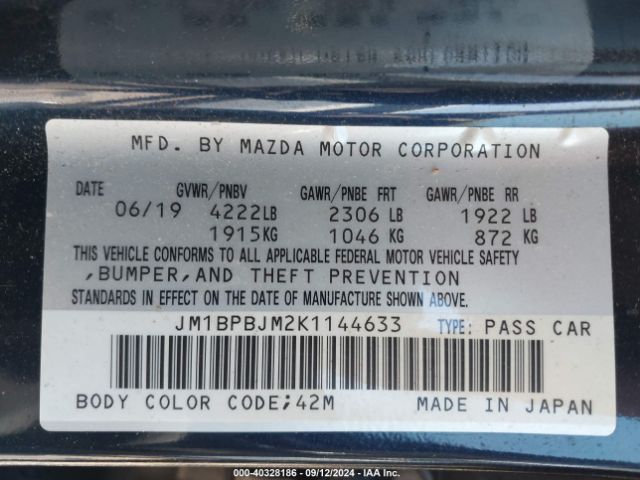 MFD. BY MAZDA MOTOR CORPORATION
DATE GVWR/PNBV GAWR/PNBE FRT GAWR/PNBE RR
06/19 4222LB 2306 LB 1922 LB
1915KG 1046 KG 872 KG
THIS VEHICLE CONFORMS TO ALL APPLICABLE FEDERAL MOTOR VEHICLE SAFETY
,BUMPER,AND THEFT PREVENTION
STANDARDS IN EFFECT ON THE DATE OF MANUFACTURE SHOWN ABOVE.
JM1BPBJM2K1144633 TYPE: PASS CAR
BODY COLOR CODE;42M MADE IN JAPAN
000-40328186 - 09/12/2024 - IAA Inc.